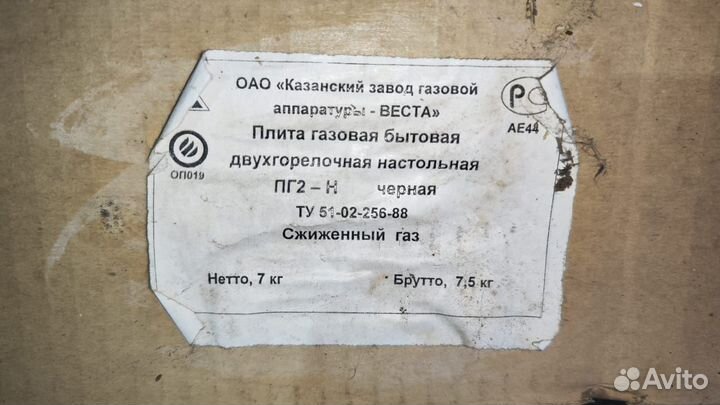 ОАО «Казанский завод газовой
аппаратуры - ВЕСТА»
Плита газовая бытовая
двухгорелочная настольная
ПГ2 – Н черная
ТУ 51-02-256-88
Сжиженный газ
Нетто, 7 кг
Брутто, 7,5 кг
ОП019
АЕ44
Avito